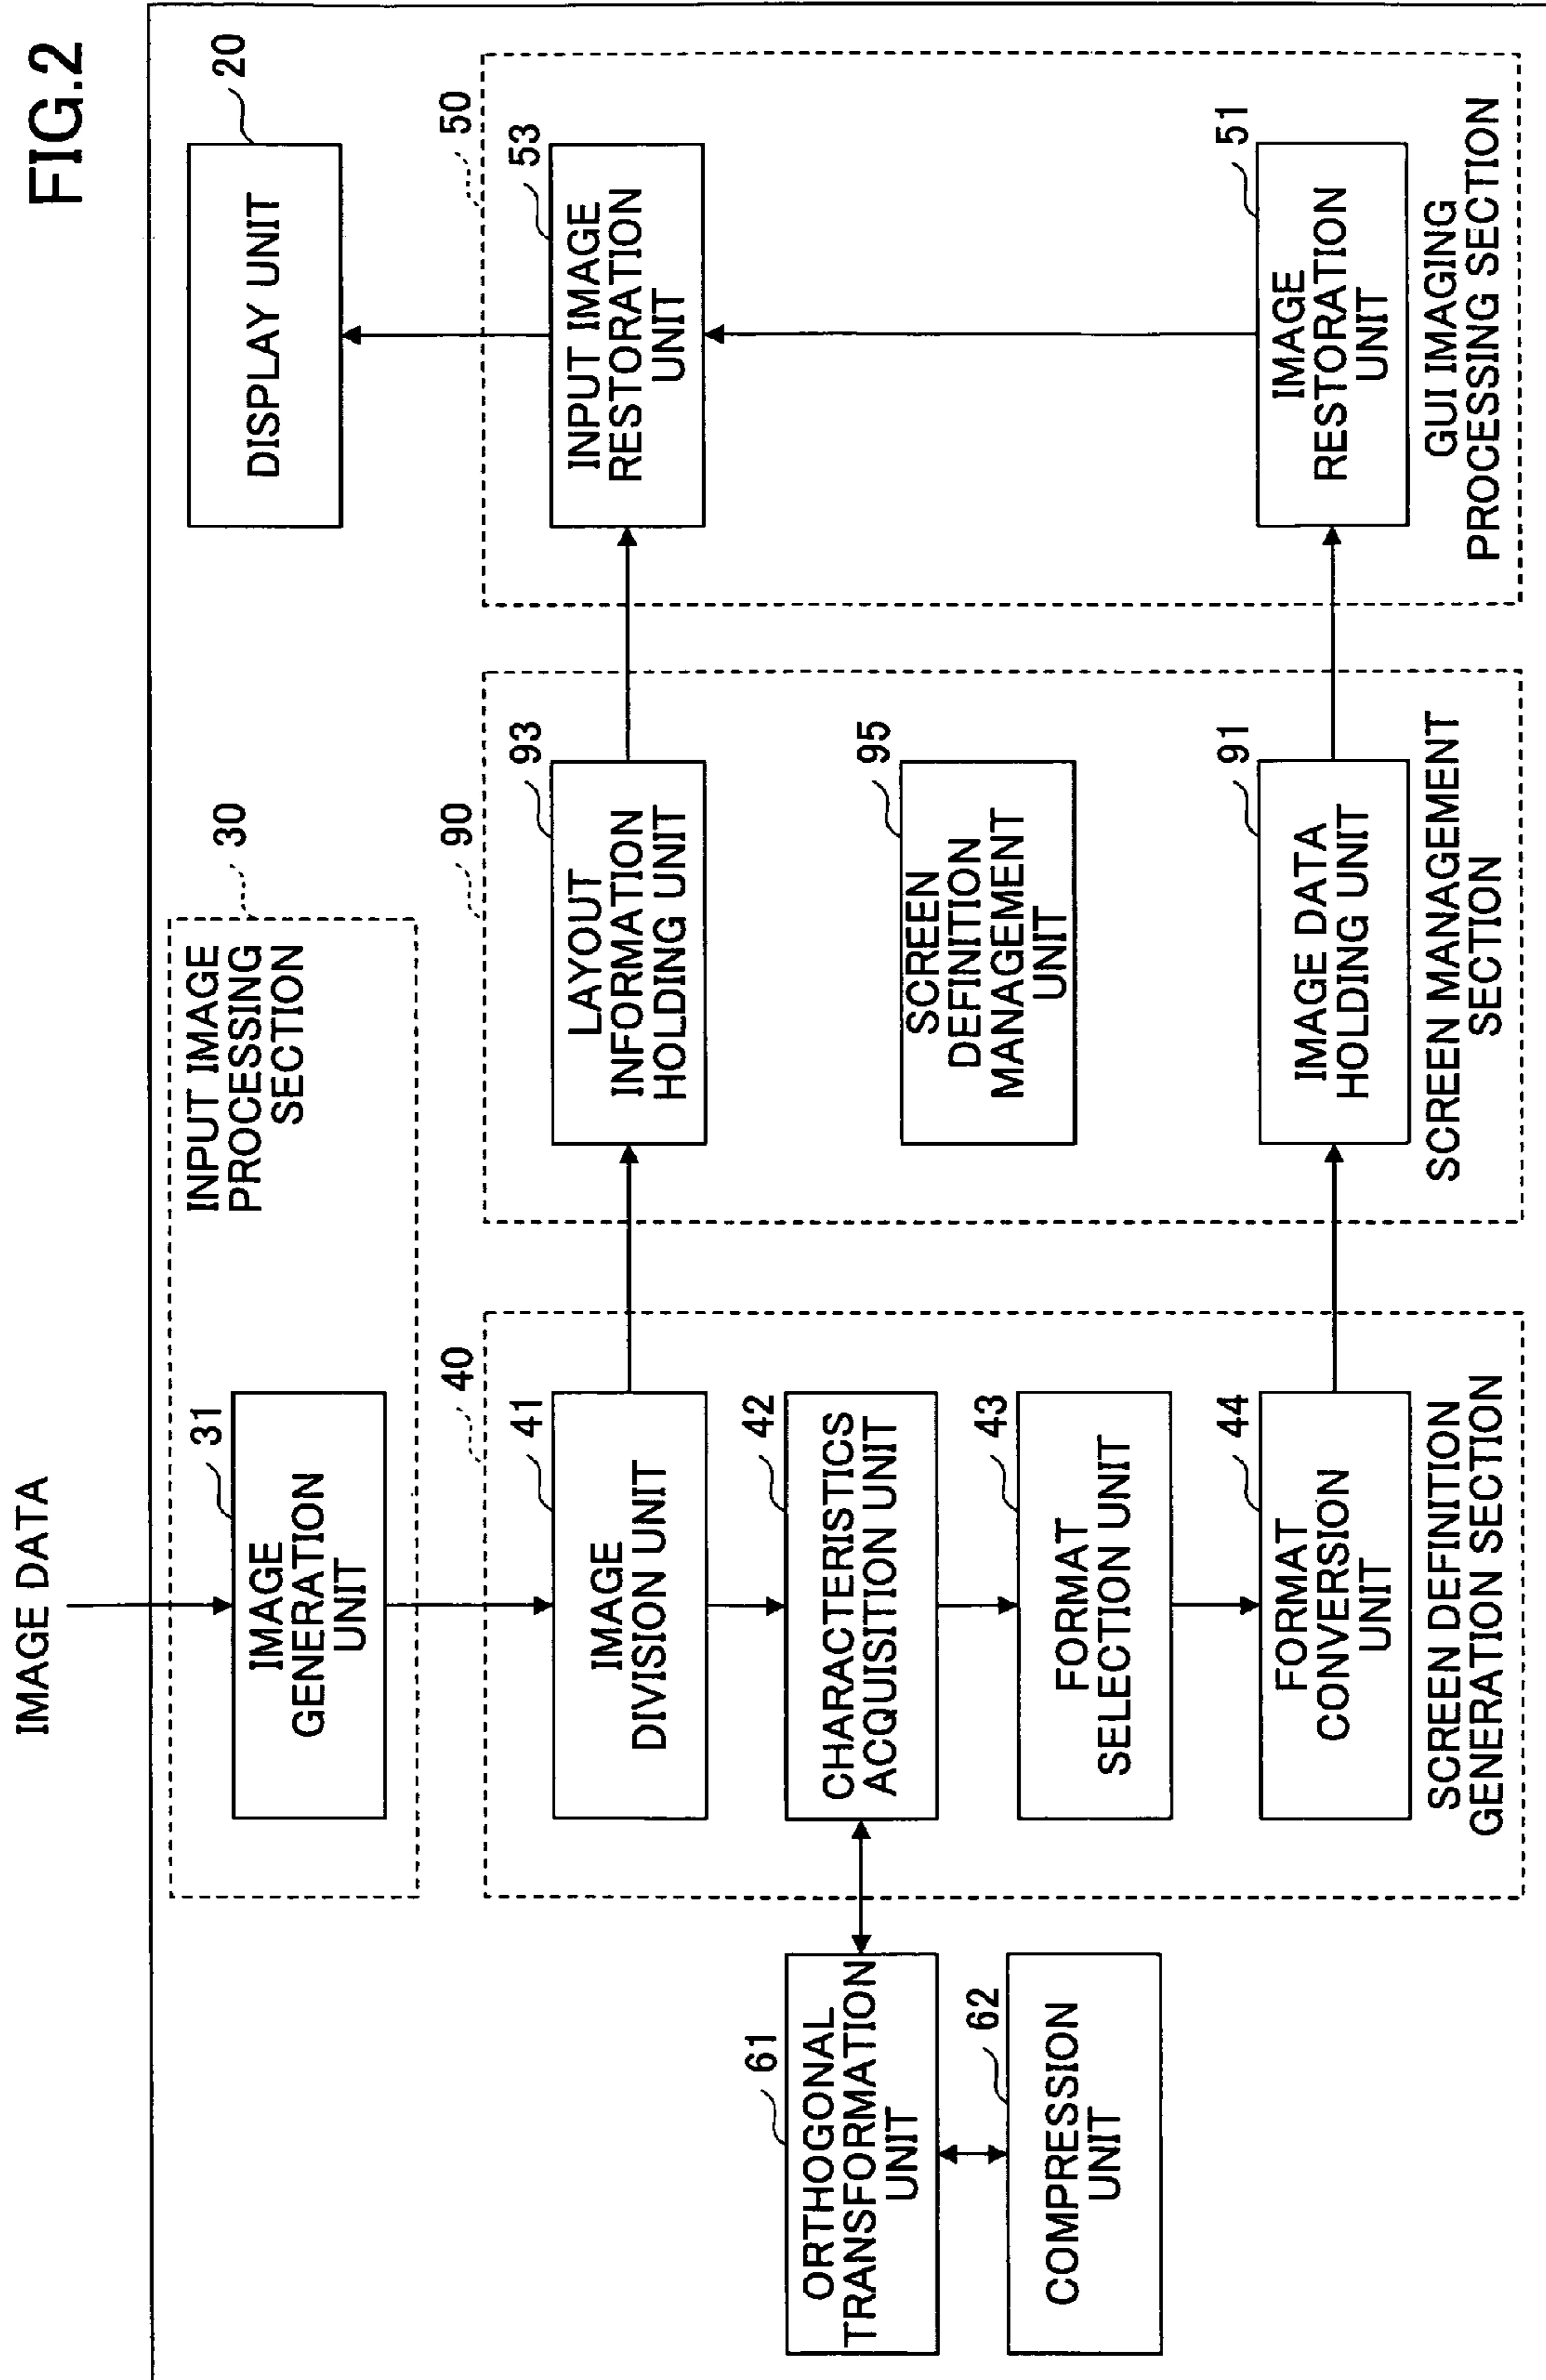 FIG.2
IMAGE DATA
INPUT IMAGE
PROCESSING
SECTION
30
31
IMAGE
GENERATION
UNIT
DISPLAY UNIT
20
40
41
IMAGE
DIVISION UNIT
42
CHARACTERISTICS
ACQUISITION UNIT
43
FORMAT
SELECTION UNIT
44
FORMAT
CONVERSION
UNIT
SCREEN DEFINITION
GENERATION SECTION
61
ORTHOGONAL
TRANSFORMATION
UNIT
62
COMPRESSION
UNIT
90
93
LAYOUT
INFORMATION
HOLDING UNIT
95
SCREEN
DEFINITION
MANAGEMENT
UNIT
91
IMAGE DATA
HOLDING UNIT
SCREEN MANAGEMENT
SECTION
50
53
INPUT IMAGE
RESTORATION
UNIT
51
IMAGE
RESTORATION
UNIT
GUI IMAGING
PROCESSING SECTION